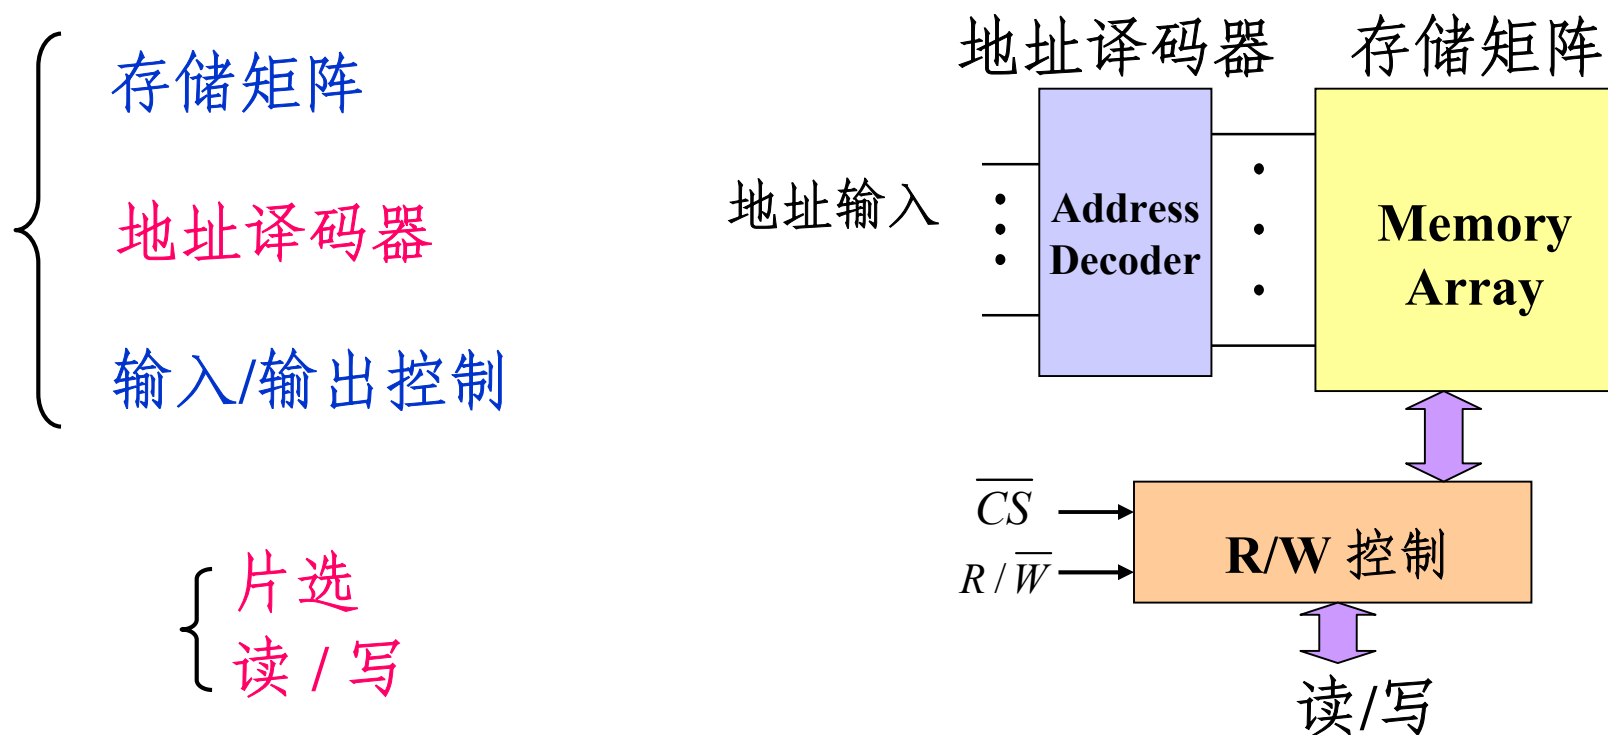 存储矩阵
地址译码器
输入/输出控制
片选
读 / 写
地址译码器
存储矩阵
地址输入
Address
Decoder
Memory
Array
$\overline{CS}$
$R / \overline{W}$
R/W 控制
读/写